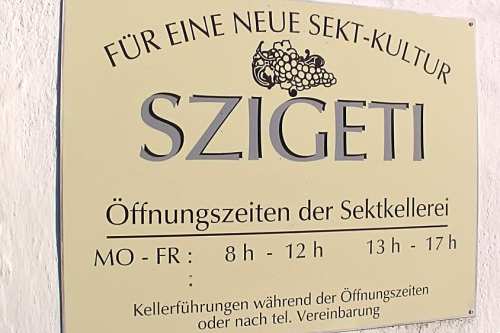 FÜR EINE NEUE SEKT-KULTUR
SZIGETI
Öffnungszeiten der Sektkellerei
MO - FR : 8 h - 12 h 13 h - 17 h
:
Kellerführungen während der Öffnungszeiten
oder nach tel. Vereinbarung